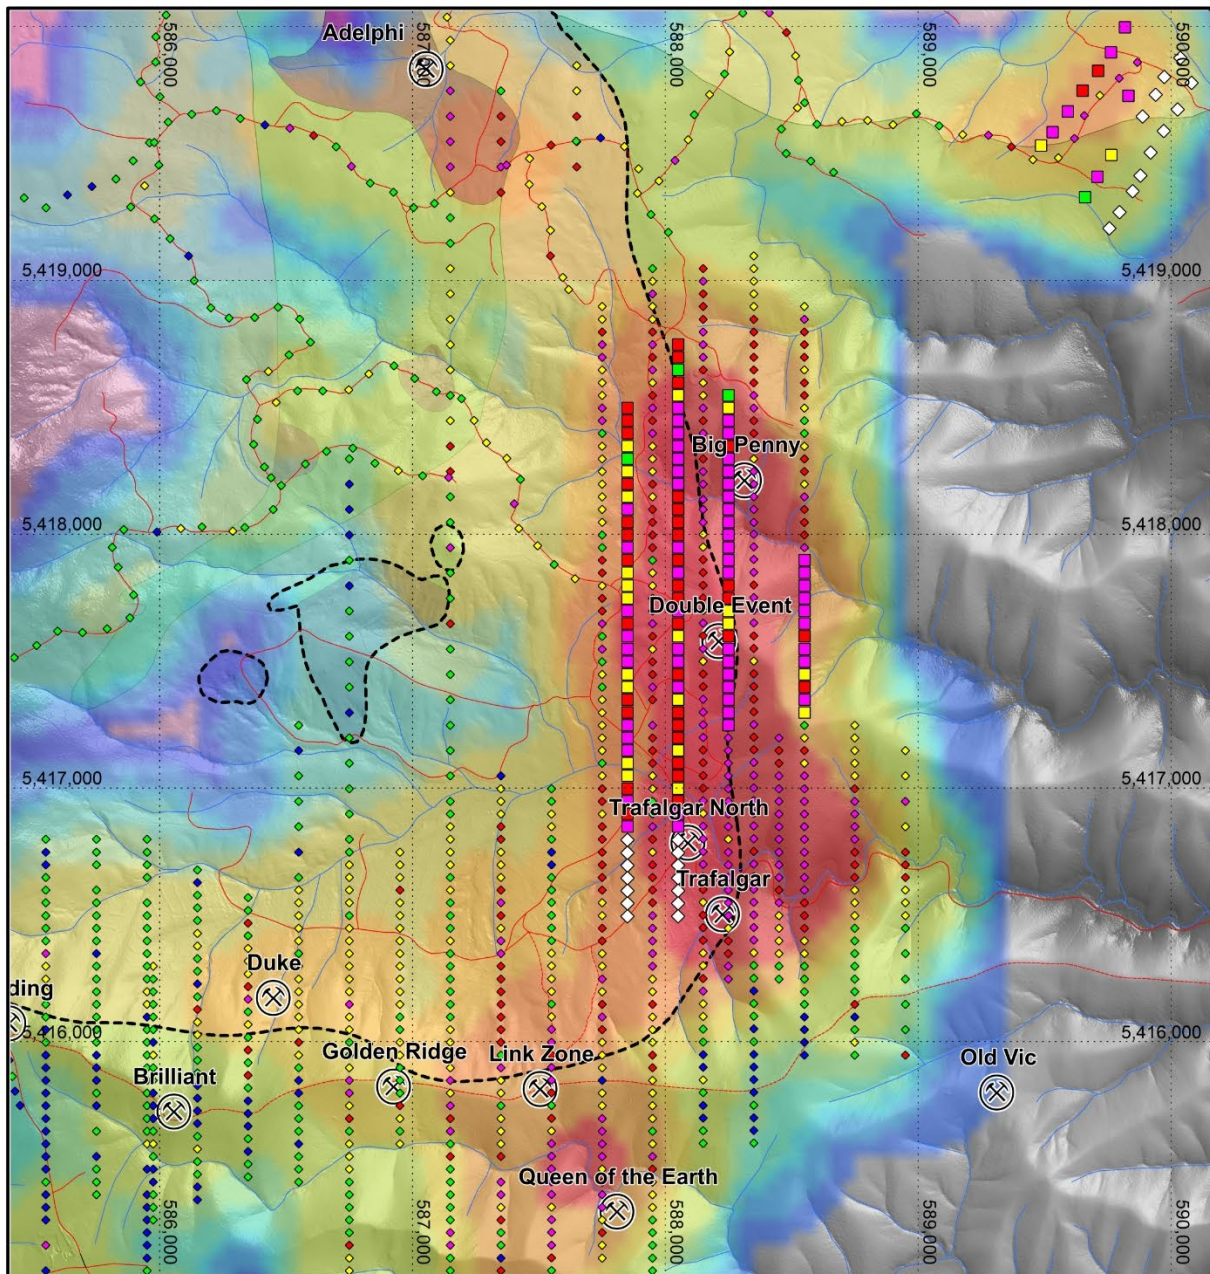 Adelphi
586,000
587,000
588,000
589,000
590,000
5,419,000
5,419,000
Big Penny
5,418,000
5,418,000
Double Event
5,417,000
5,417,000
Trafalgar North
Trafalgar
Duke
ding
5,416,000
5,416,000
Golden Ridge
Link Zone
Old Vic
Brilliant
Queen of the Earth
586,000
587,000
588,000
589,000
590,000